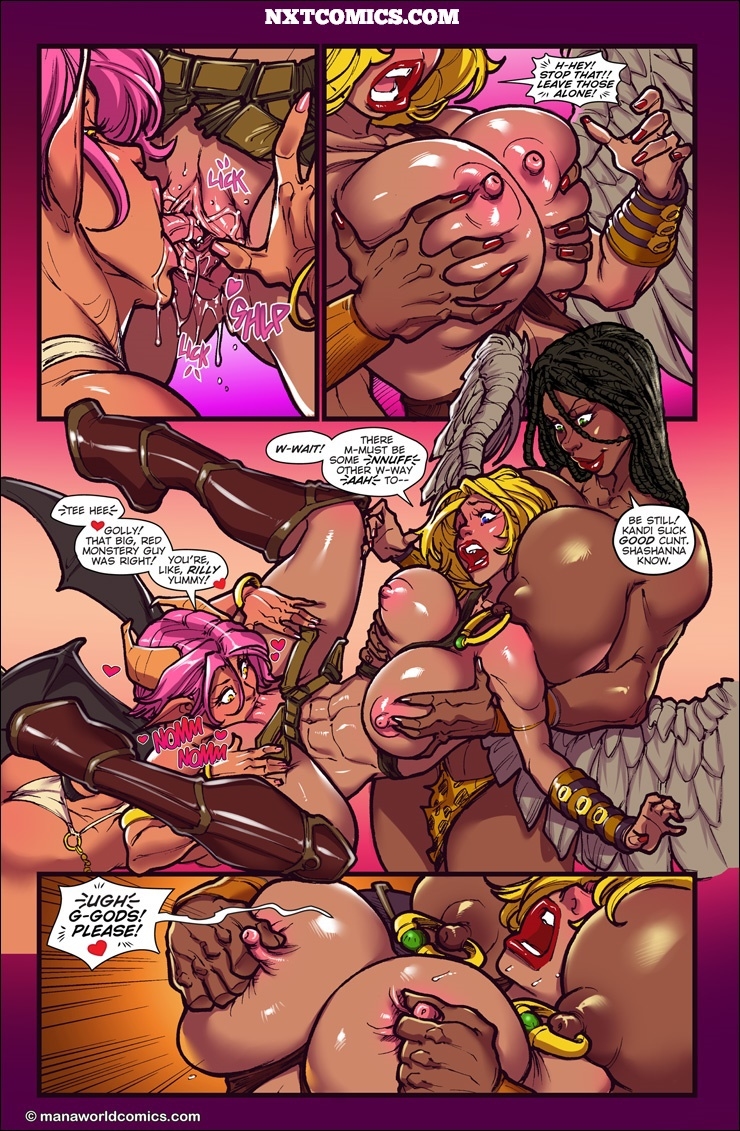 NXTCOMICS.COM
LICK
LICK
SHLP
H-HEY!
STOP THAT!!
LEAVE THOSE
ALONE!
W-WAIT!
THERE
M-MUST BE
SOME NNUFF
OTHER W-WAY
AAH TO--
TEE HEE
GOLLY!
THAT BIG, RED
MONSTERY GUY
WAS RIGHT!
YOU'RE,
LIKE, RILLY
YUMMY!
BE STILL!
KANDI SUCK
GOOD CUNT.
SHASHANNA
KNOW.
NOMM
NOMM
UGH
G-GODS!
PLEASE!
© manaworldcomics.com